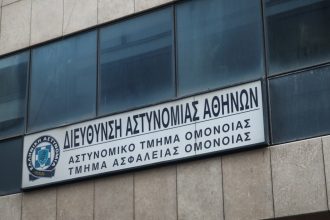 ΔΙΕΥΘΥΝΣΗ ΑΣΤΥΝΟΜΙΑΣ ΑΘΗΝΩΝ
ΑΣΤΥΝΟΜΙΚΟ ΤΜΗΜΑ ΟΜΟΝΟΙΑΣ
ΤΜΗΜΑ ΑΣΦΑΛΕΙΑΣ ΟΜΟΝΟΙΑΣ